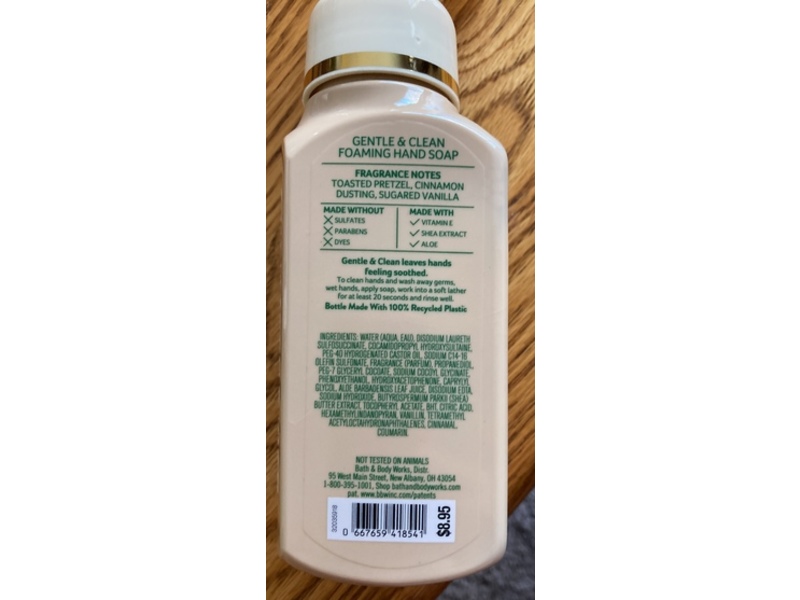 GENTLE & CLEAN
FOAMING HAND SOAP
FRAGRANCE NOTES
TOASTED PRETZEL, CINNAMON
DUSTING, SUGARED VANILLA
MADE WITHOUT
SULFATES
PARABENS
DYES
MADE WITH
VITAMIN E
SHEA EXTRACT
ALOE
Gentle & Clean leaves hands
feeling soothed.
To clean hands and wash away germs,
wet hands, apply soap, work into a soft lather
for at least 20 seconds and rinse well.
Bottle Made With 100% Recycled Plastic
INGREDIENTS: WATER (AQUA, EAU), DISODIUM LAURETH
SULFOSUCCINATE, COCAMIDOPROPYL HYDROXYSULTAINE,
PEG-40 HYDROGENATED CASTOR OIL, SODIUM C14-16
OLEFIN SULFONATE, FRAGRANCE (PARFUM), PROPANEDIOL,
PEG-7 GLYCERYL COCOATE, SODIUM COCOYL GLYCINATE,
PHENOXYETHANOL, HYDROXYACETOPHENONE, CAPRYLYL
GLYCOL, ALOE BARBADENSIS LEAF JUICE, DISODIUM EDTA,
SODIUM HYDROXIDE, BUTYROSPERMUM PARKII (SHEA)
BUTTER EXTRACT, TOCOPHERYL ACETATE, BHT, CITRIC ACID,
HEXAMETHYLINDANOPYRAN, VANILLIN, TETRAMETHYL
ACETYLOCTAHYDRONAPHTHALENES, CINNAMAL,
COUMARIN.
NOT TESTED ON ANIMALS
Bath & Body Works, Distr.
95 West Main Street, New Albany, OH 43054
1-800-395-1001, Shop bathandbodyworks.com
pat. www.bbwinc.com/patents
0 667659 418541
$8.95